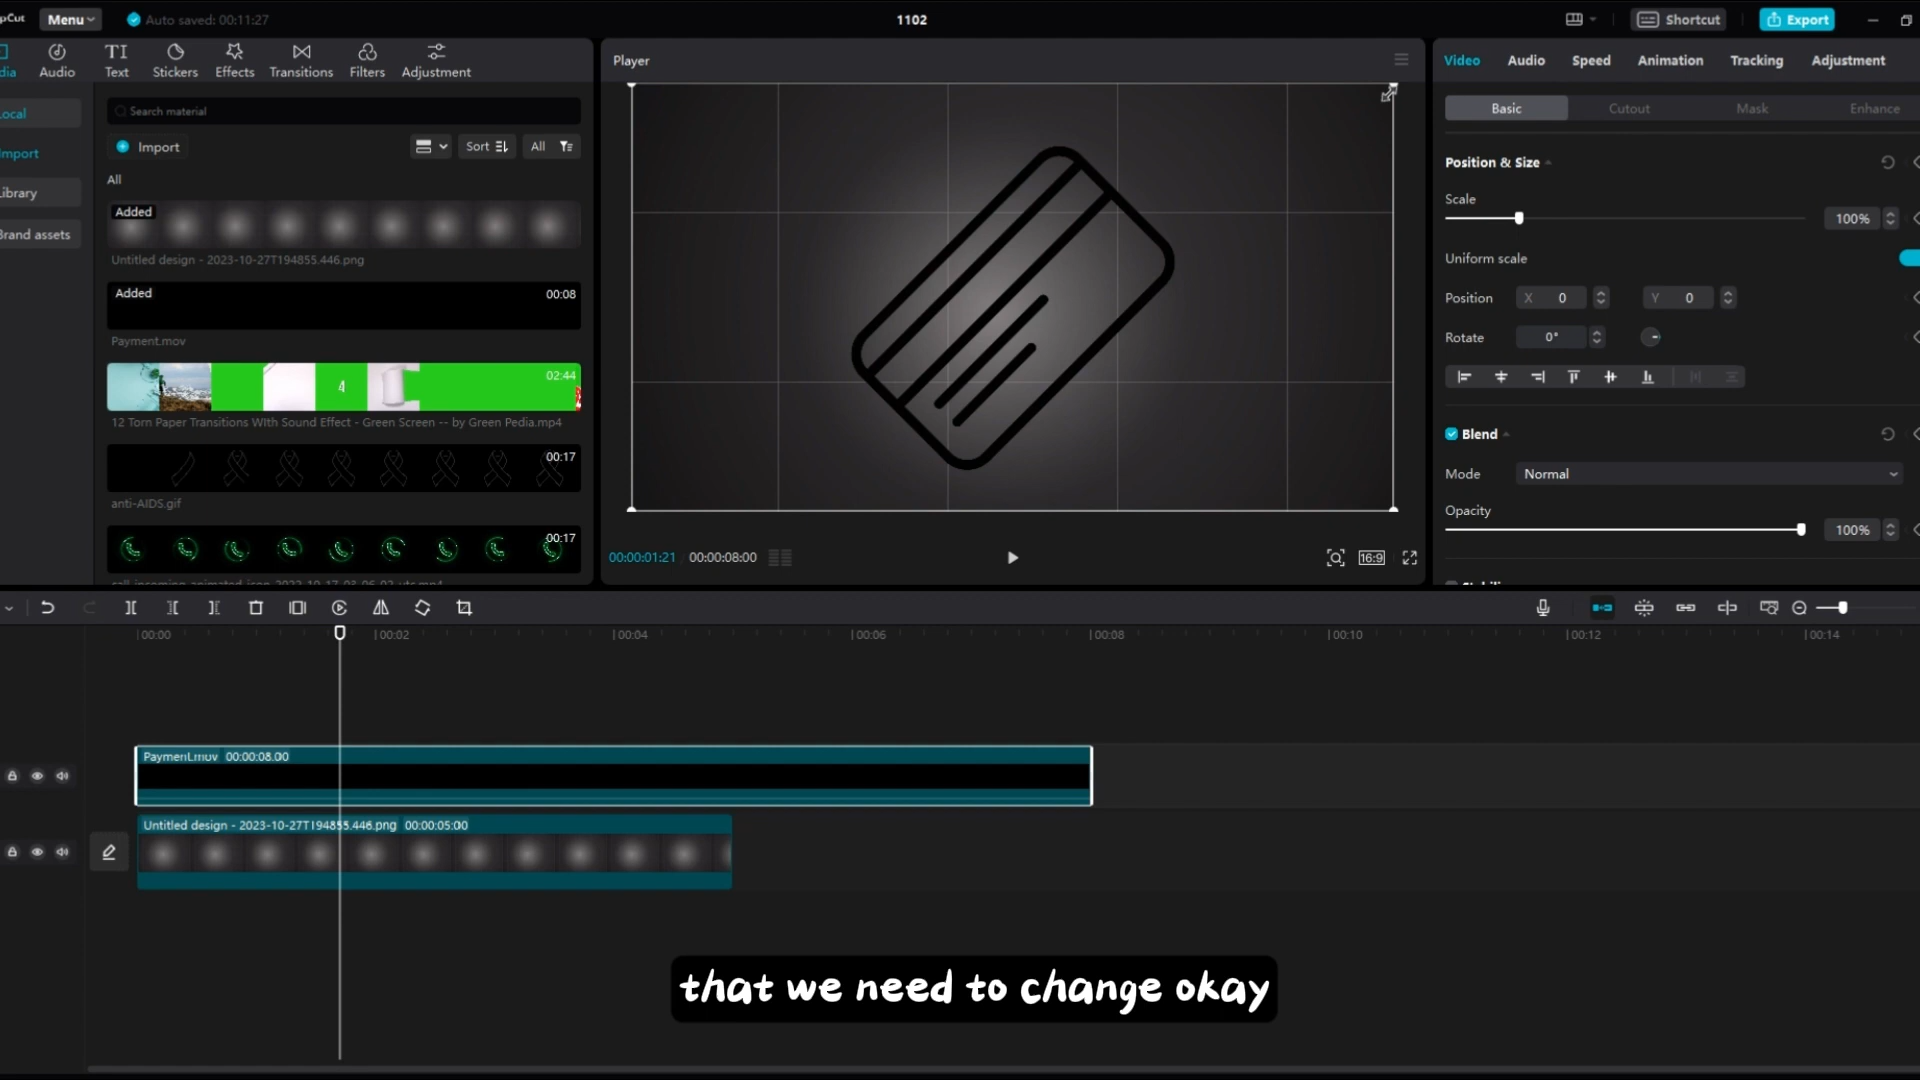 pCut
Menu
Auto saved: 00:11:27
1102
Shortcut
Export
dia
Audio
Text
Stickers
Effects
Transitions
Filters
Adjustment
Local
Import
Library
Brand assets
Search material
Import
Sort
All
All
Added
Untitled design - 2023-10-27T194855.446.png
Added
00:08
Payment.mov
02:44
4
12 Torn Paper Transitions WIth Sound Effect - Green Screen -- by Green Pedia.mp4
00:17
anti-AIDS.gif
00:17
Player
00:00:01:21
00:00:08:00
16:9
Video
Audio
Speed
Animation
Tracking
Adjustment
Basic
Cutout
Mask
Enhance
Position & Size
Scale
100%
Uniform scale
Position
X 0
Y 0
Rotate
0°
Blend
Mode
Normal
Opacity
100%
00:00
00:02
00:04
00:06
00:08
00:10
00:12
00:14
Payment.mov 00:00:08:00
Untitled design - 2023-10-27T194855.446.png 00:00:05:00
that we need to change okay